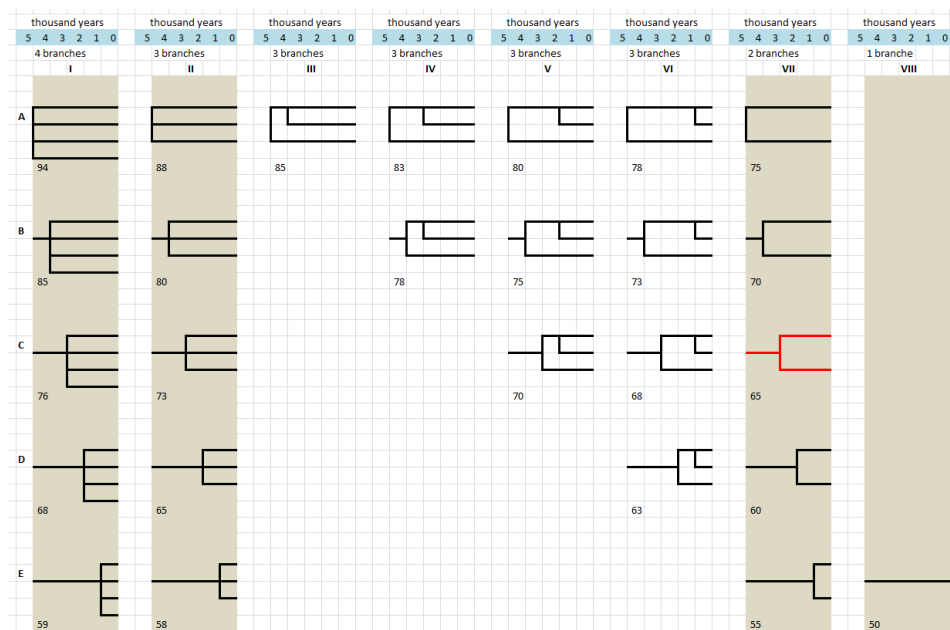 thousand years thousand years thousand years thousand years thousand years thousand years thousand years thousand years
5 4 3 2 1 0 5 4 3 2 1 0 5 4 3 2 1 0 5 4 3 2 1 0 5 4 3 2 1 0 5 4 3 2 1 0 5 4 3 2 1 0 5 4 3 2 1 0
4 branches 3 branches 3 branches 3 branches 3 branches 3 branches 2 branches 1 branche
I II III IV V VI VII VIII
A
94 88 85 83 80 78 75
B
85 80 78 75 73 70
C
76 73 70 68 65
D
68 65 63 60
E
59 58 55 50